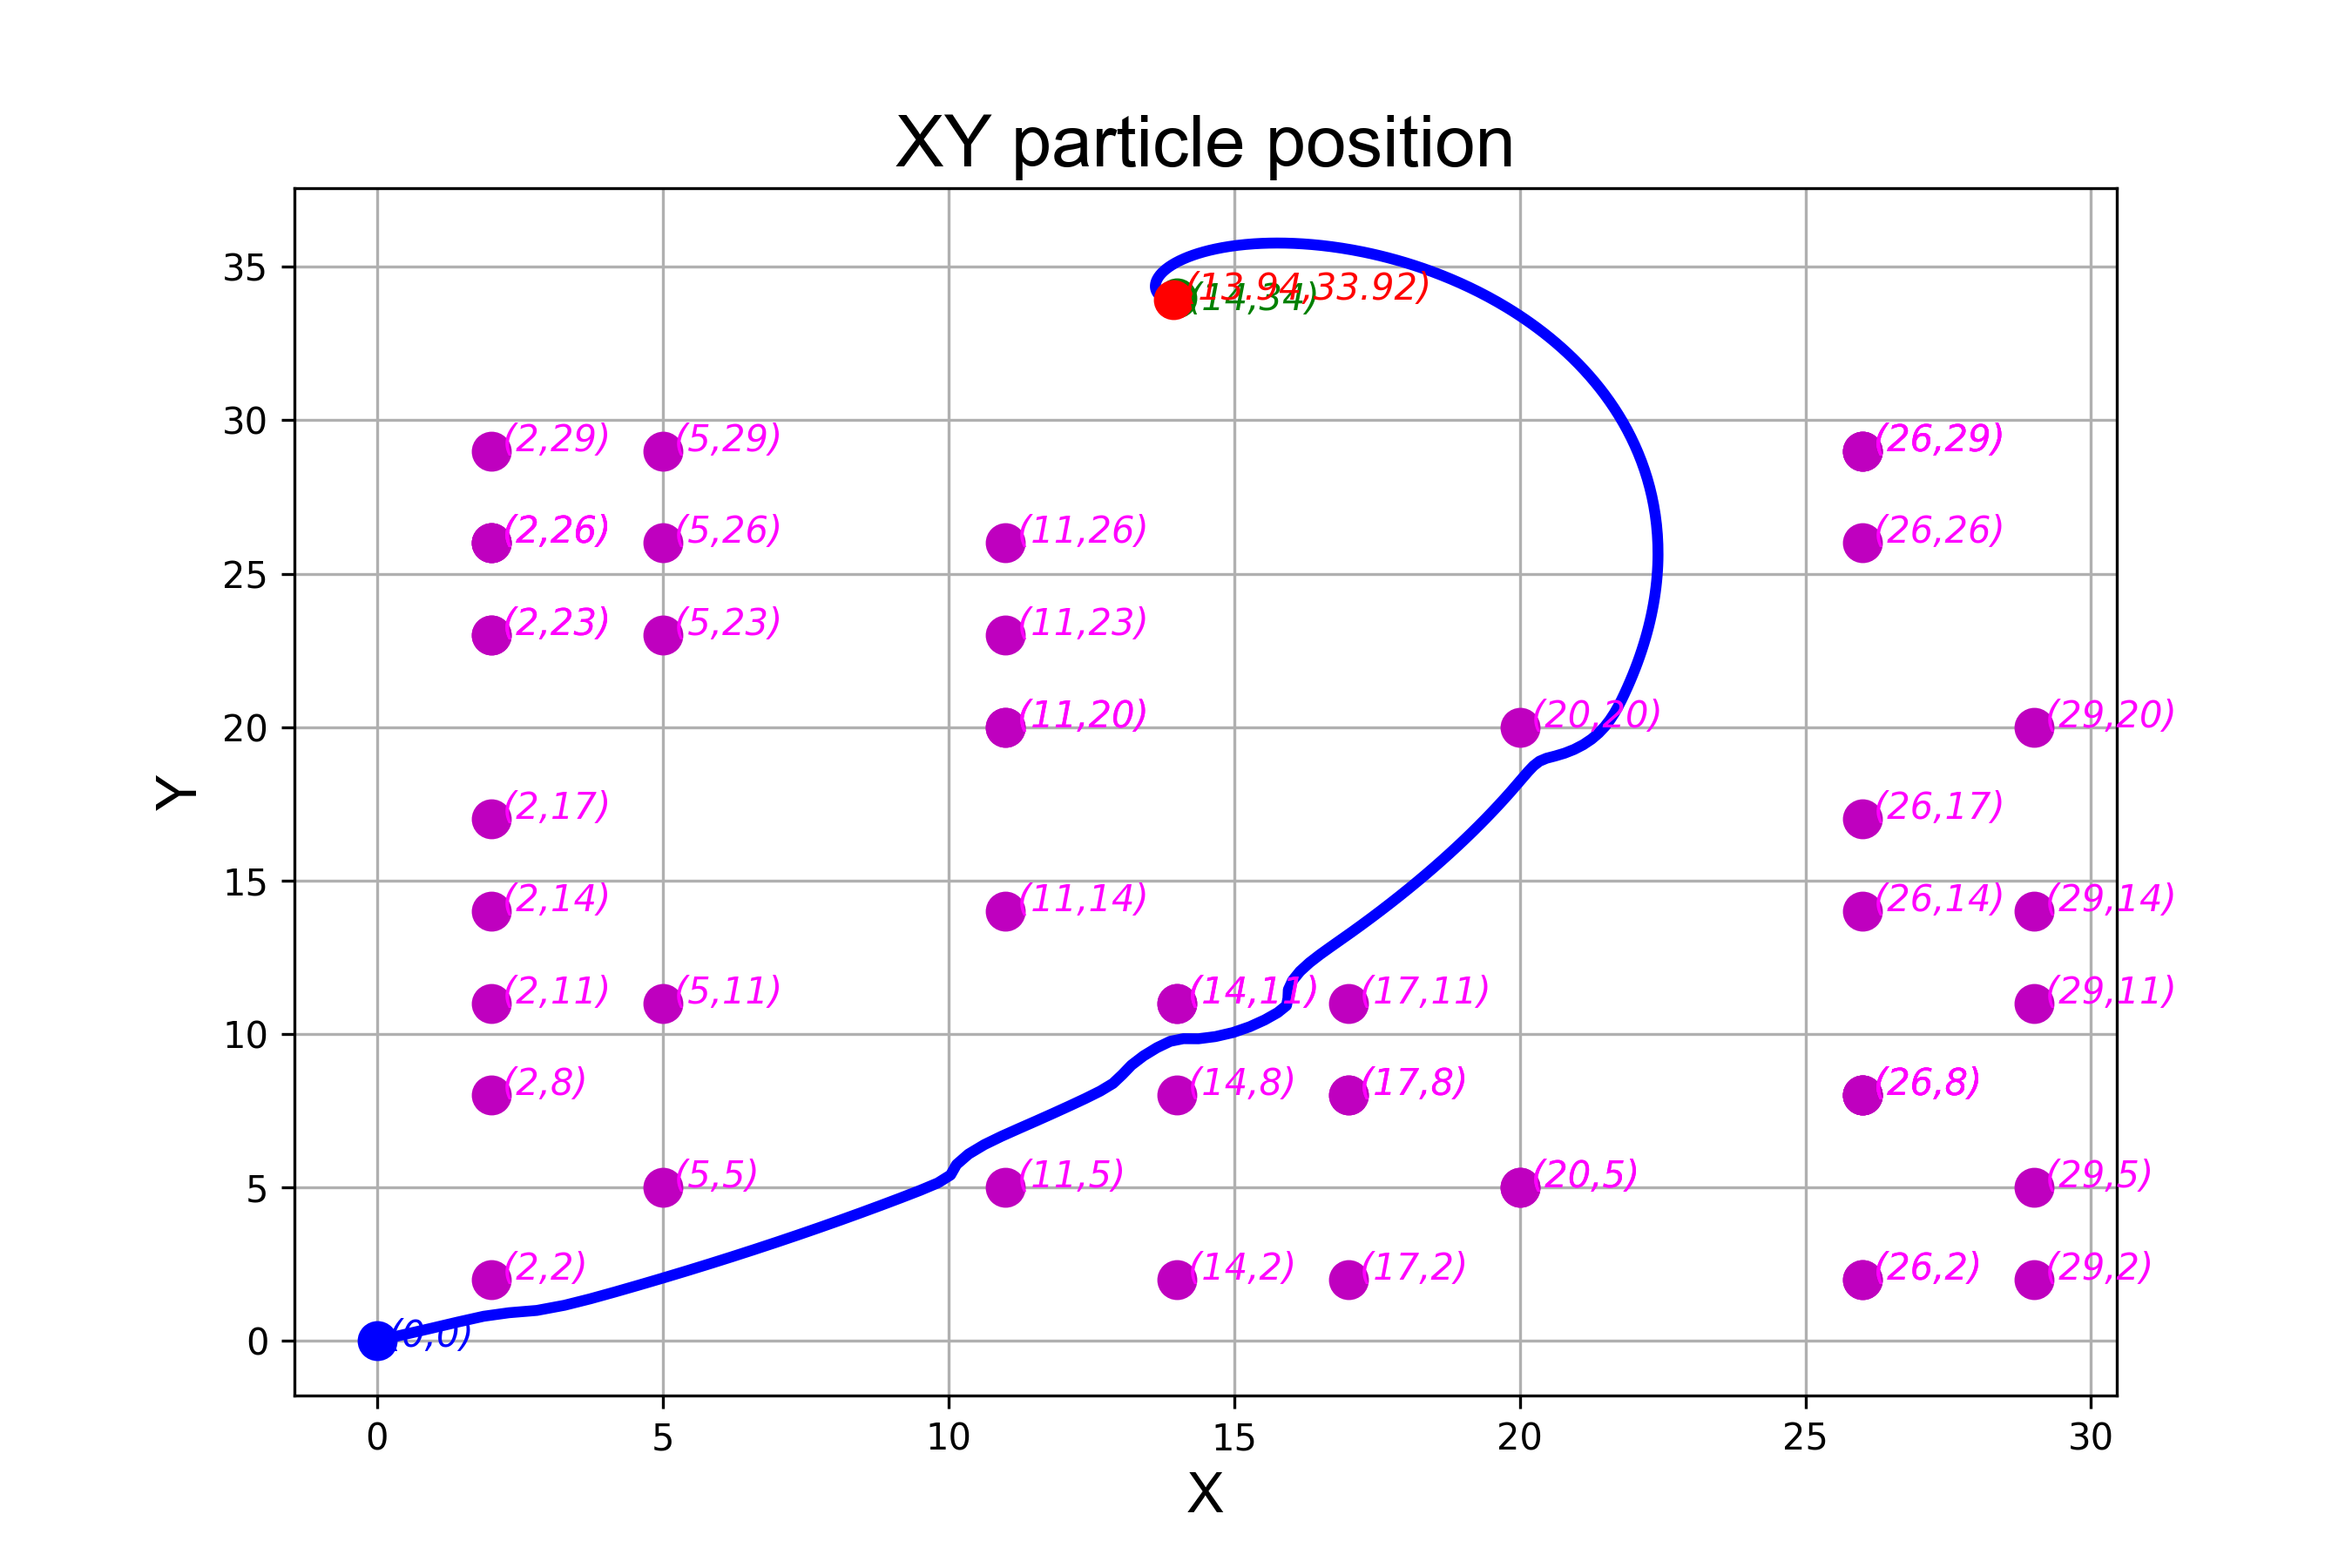 XY particle position
35
(13.94,33.92)
(14,34)
30
(2,29) (5,29) (26,29)
(2,26) (5,26) (11,26) (26,26)
25
(2,23) (5,23) (11,23)
20
(11,20) (20,20) (29,20)
(2,17) (26,17)
15
(2,14) (11,14) (26,14) (29,14)
(2,11) (5,11) (14,11) (17,11) (29,11)
10
(2,8) (14,8) (17,8) (26,8)
5
(5,5) (11,5) (20,5) (29,5)
(2,2) (14,2) (17,2) (26,2) (29,2)
0
(0,0)
Y
0 5 10 15 20 25 30
X